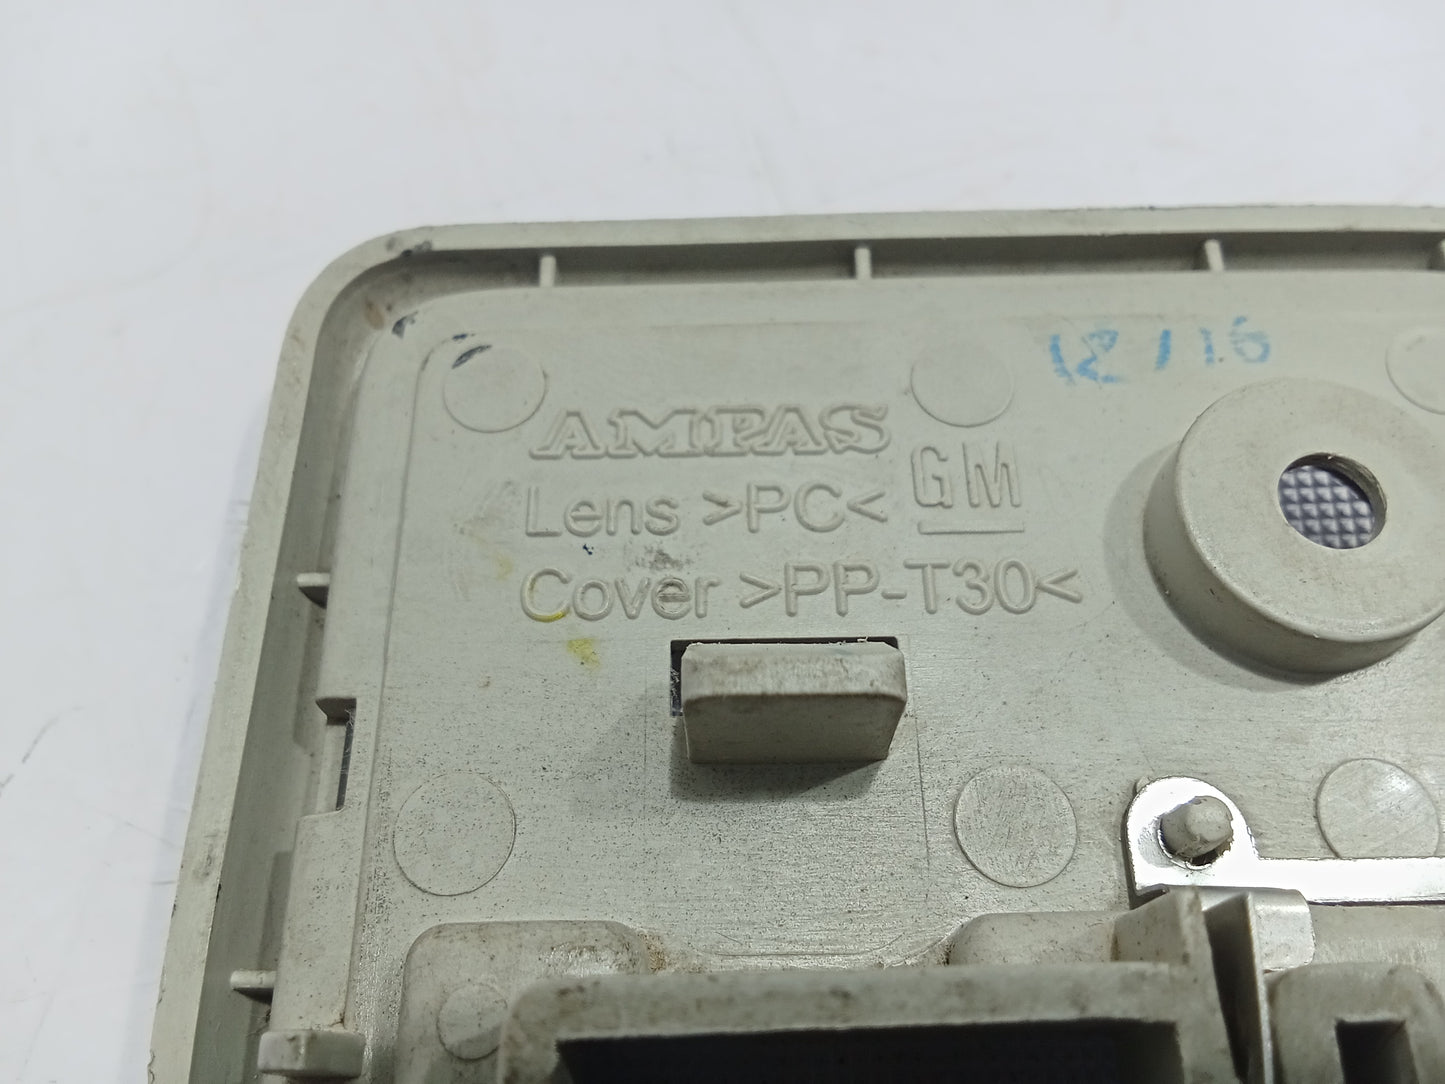 12/16
AMPAS
GM
Lens >PC<
Cover >PP-T30<